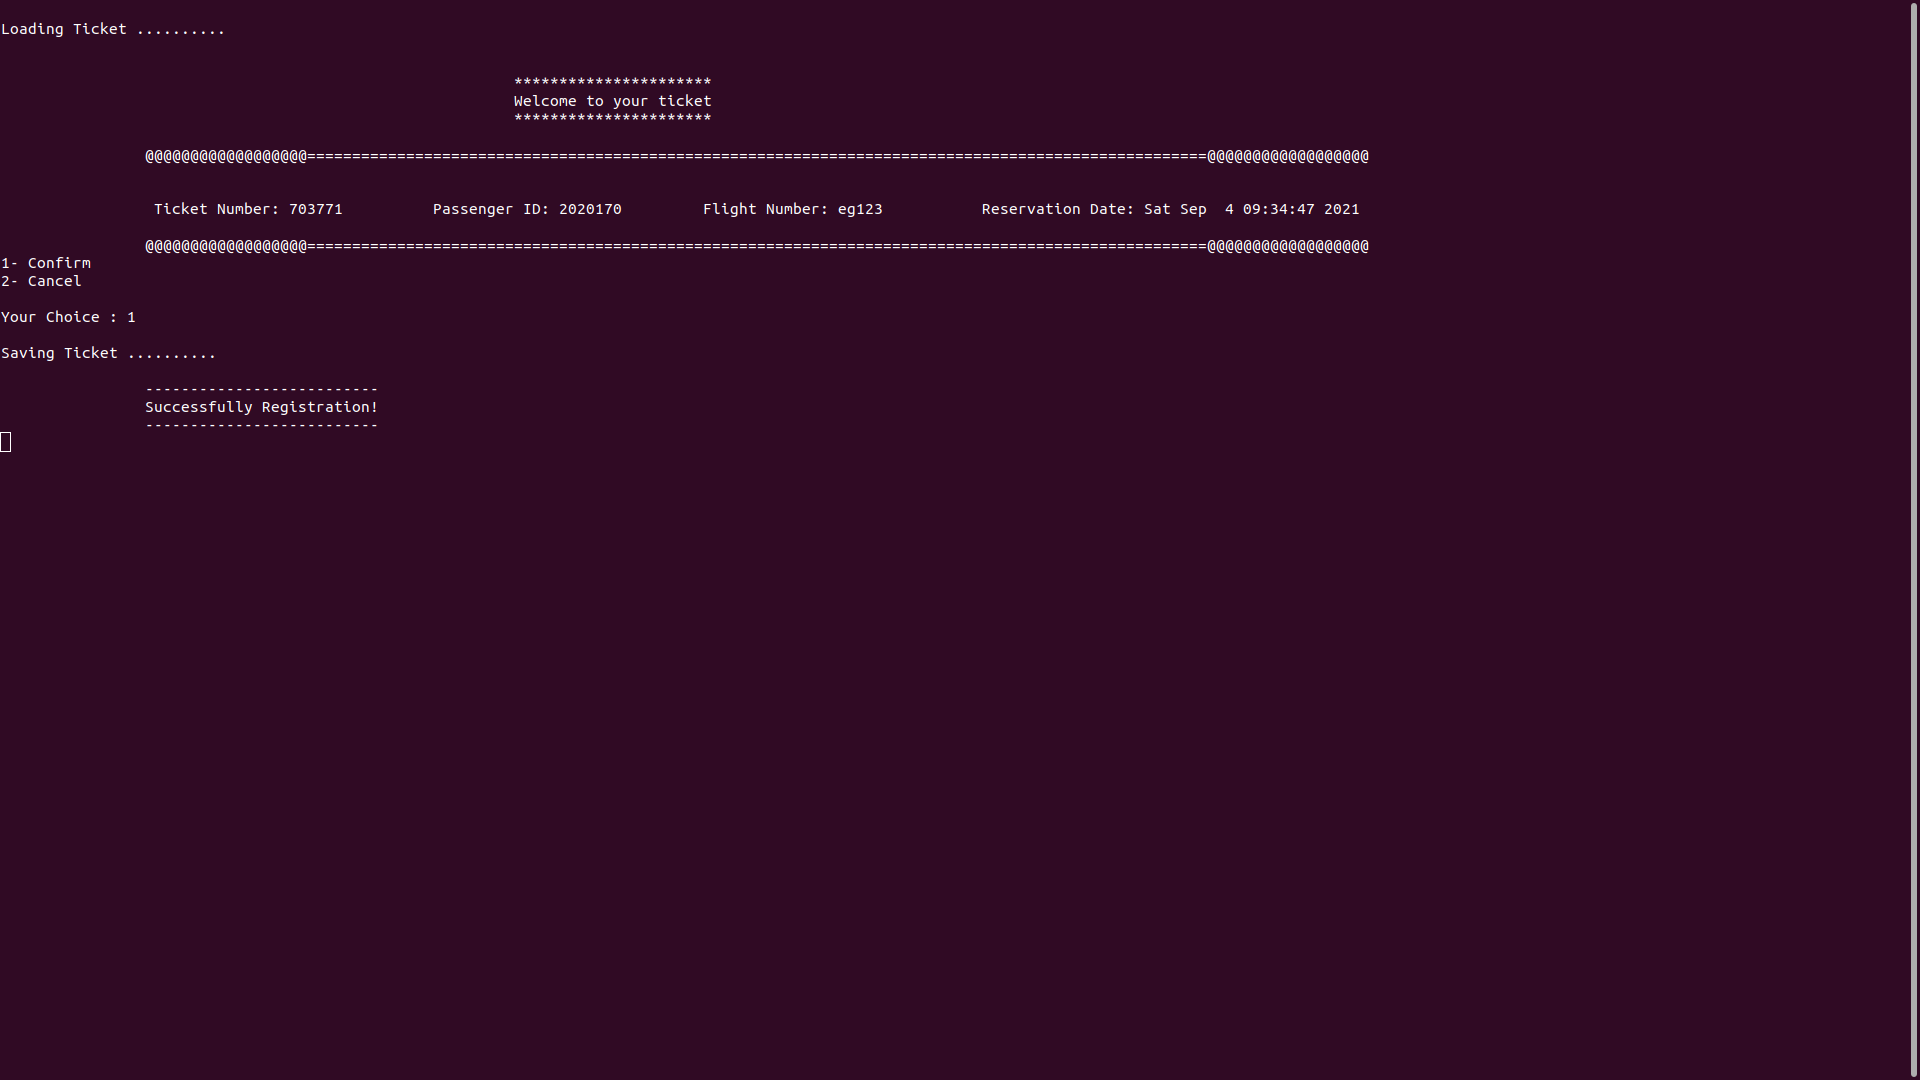 Loading Ticket ..........
**********************
Welcome to your ticket
**********************
@@@@@@@@@@@@@@@@@@====================================================================================================@@@@@@@@@@@@@@@@@@
Ticket Number: 703771          Passenger ID: 2020170         Flight Number: eg123           Reservation Date: Sat Sep  4 09:34:47 2021
@@@@@@@@@@@@@@@@@@====================================================================================================@@@@@@@@@@@@@@@@@@
1- Confirm
2- Cancel
Your Choice : 1
Saving Ticket ..........
--------------------------
Successfully Registration!
--------------------------